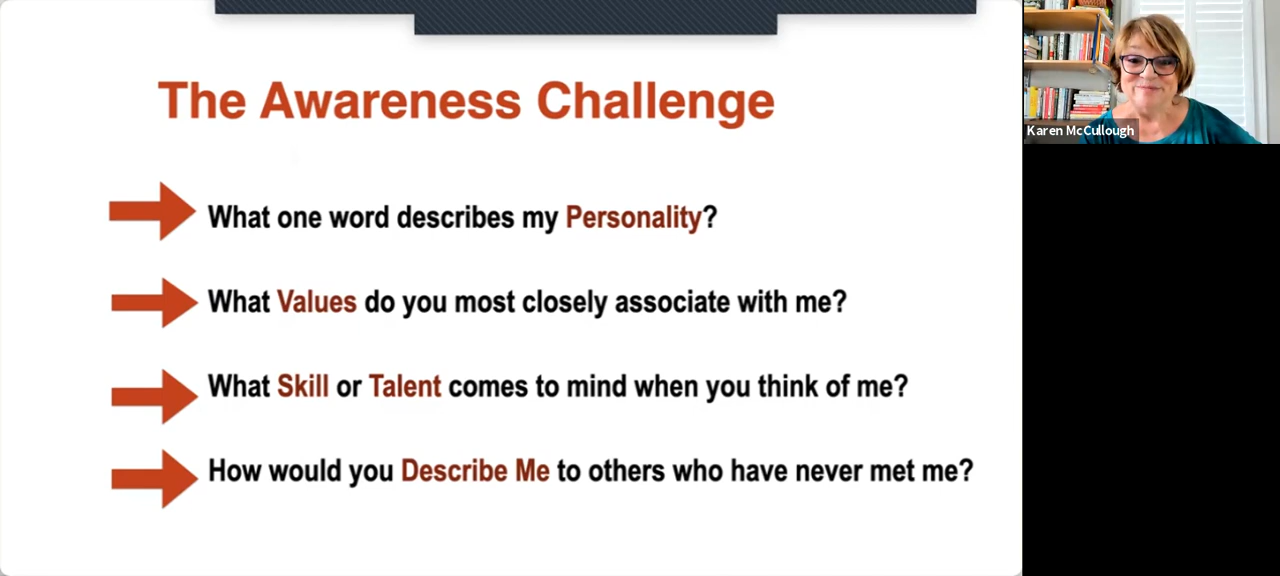 The Awareness Challenge
What one word describes my Personality?
What Values do you most closely associate with me?
What Skill or Talent comes to mind when you think of me?
How would you Describe Me to others who have never met me?
Karen McCullough